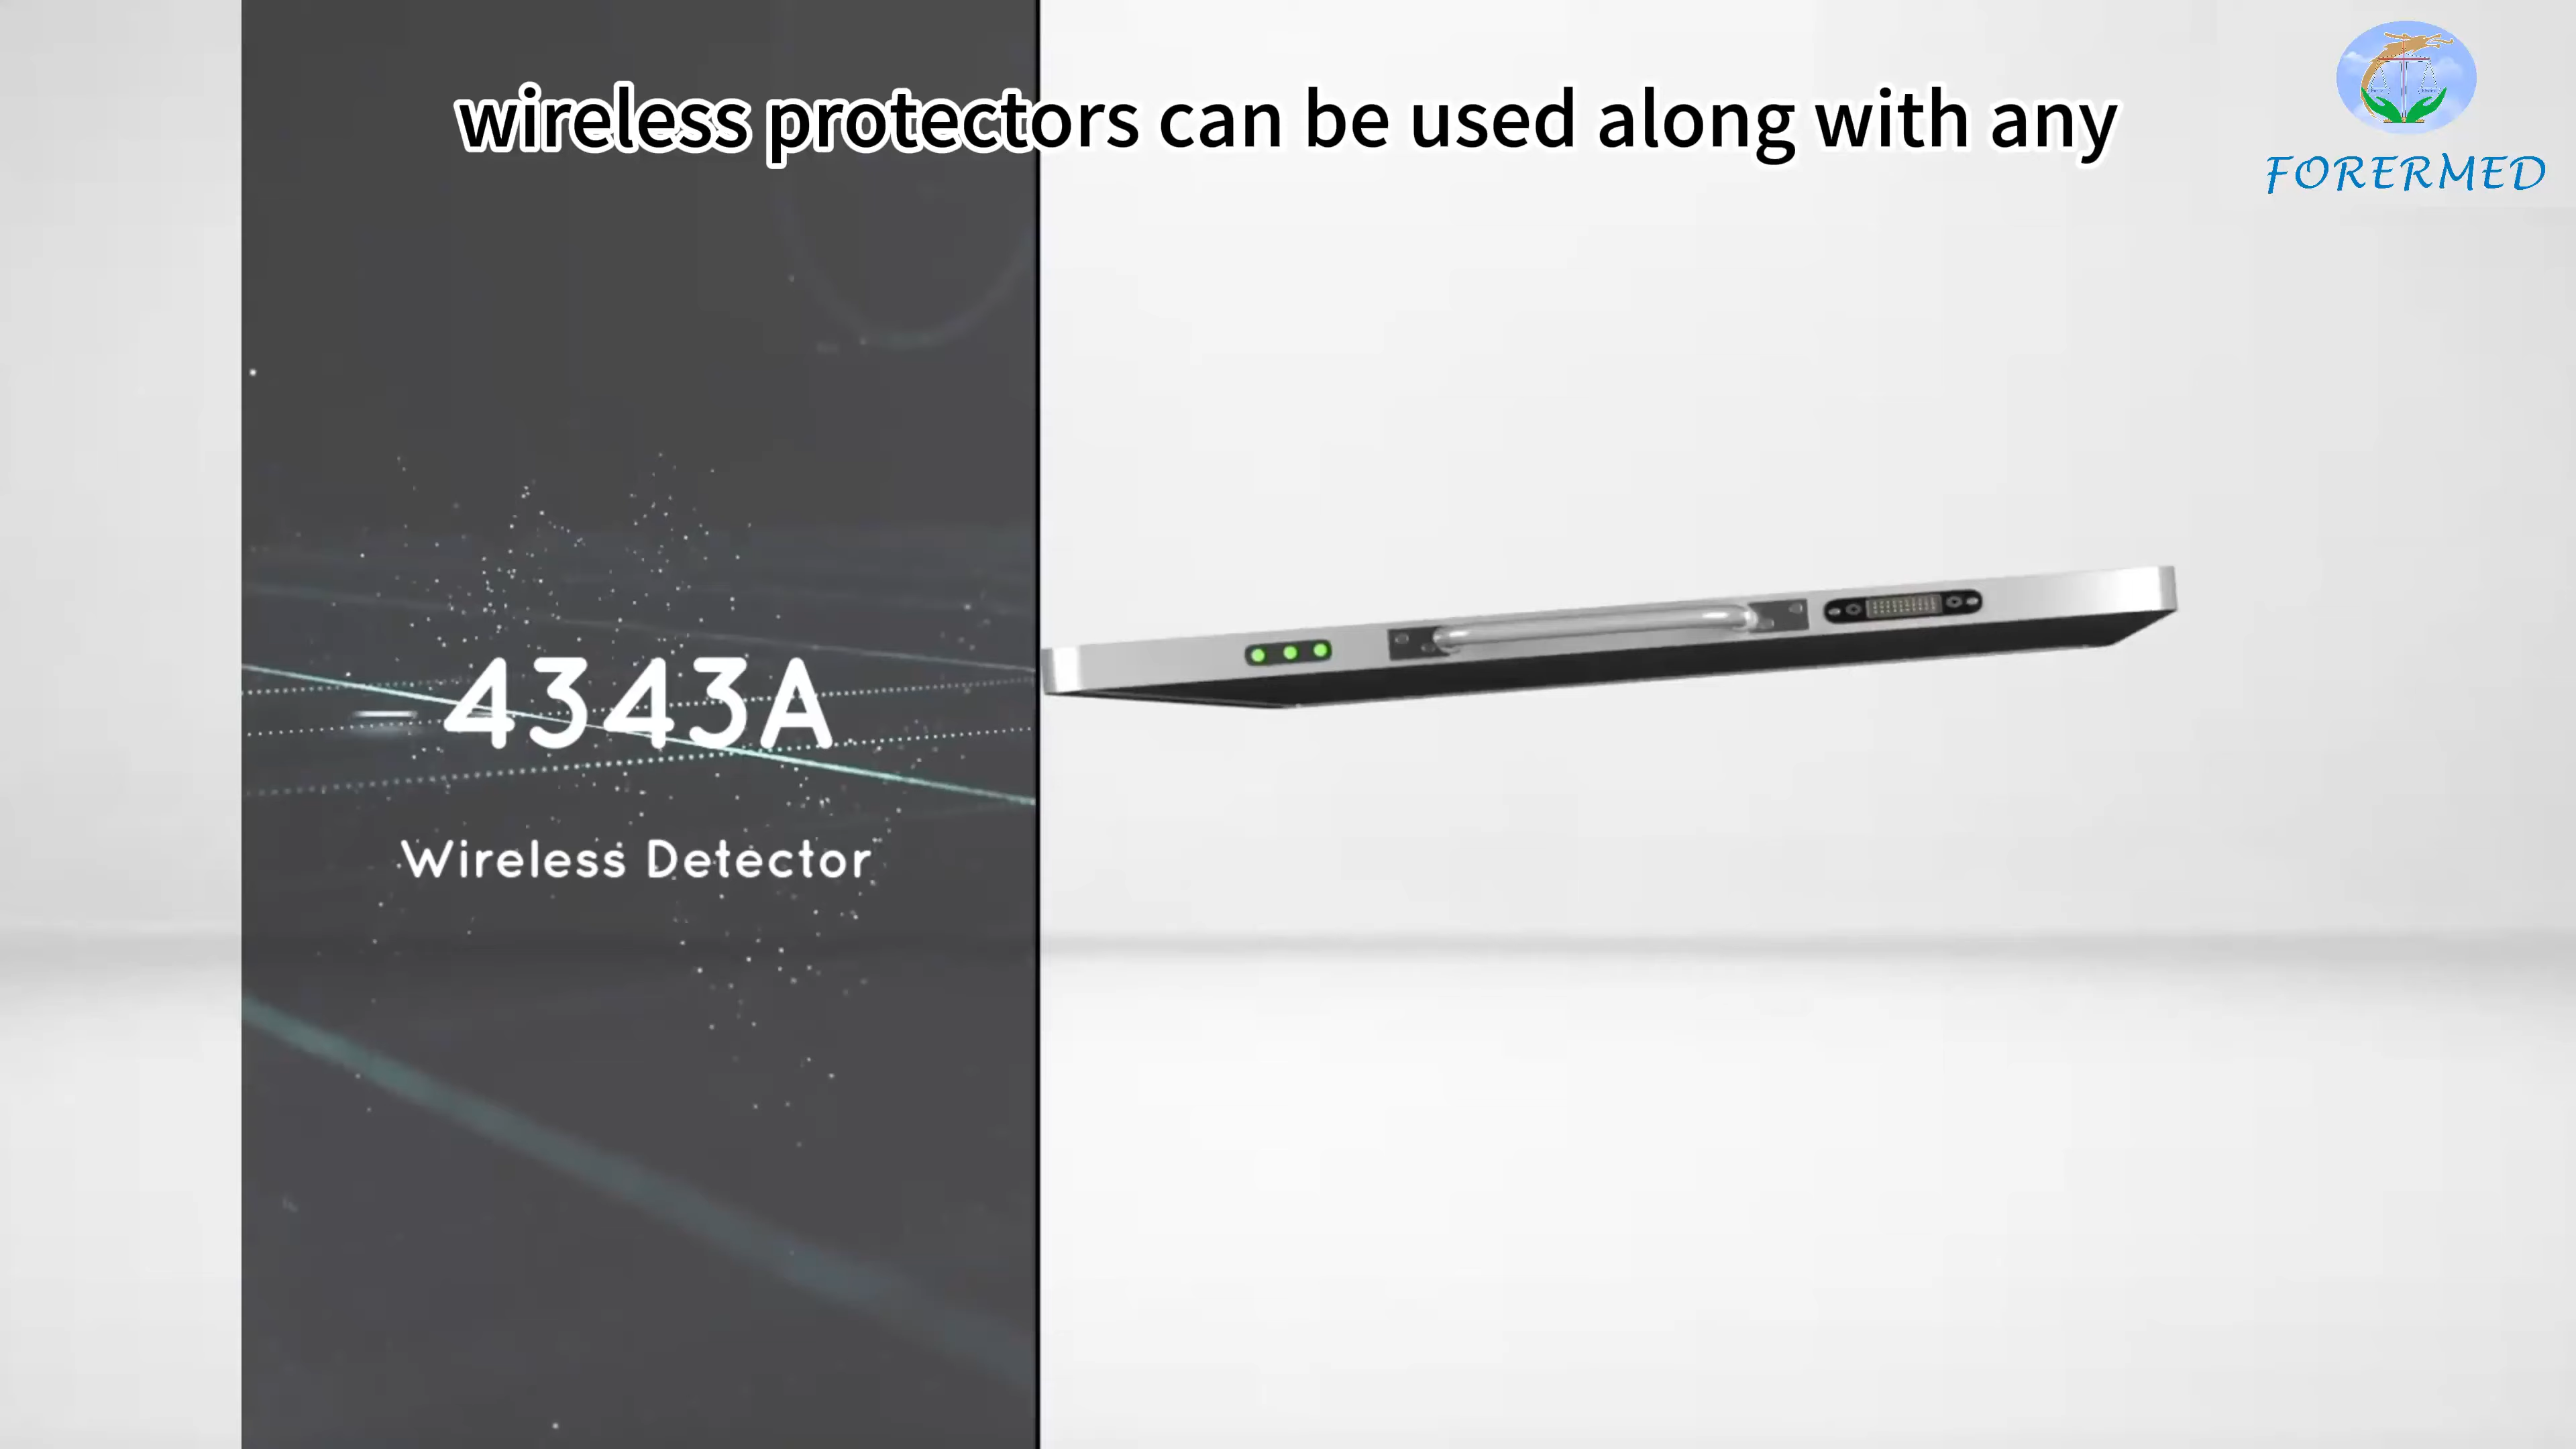 wireless protectors can be used along with any
FORERMED
4343A
Wireless Detector